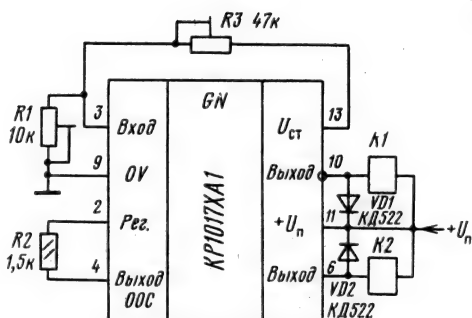 R3 47к
R1
10к
3
Вход
GN
Uст
13
9
0V
Выход
10
K1
2
Рег.
КР1017ХА1
VD1
КД522
+Uп
11
+Uп
R2
1,5к
4
Выход
ООС
Выход
6
K2
VD2
КД522